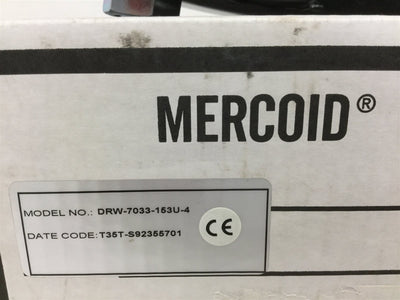 MERCOID®
MODEL NO.: DRW-7033-153U-4
DATE CODE: T35T-S92355701
CE